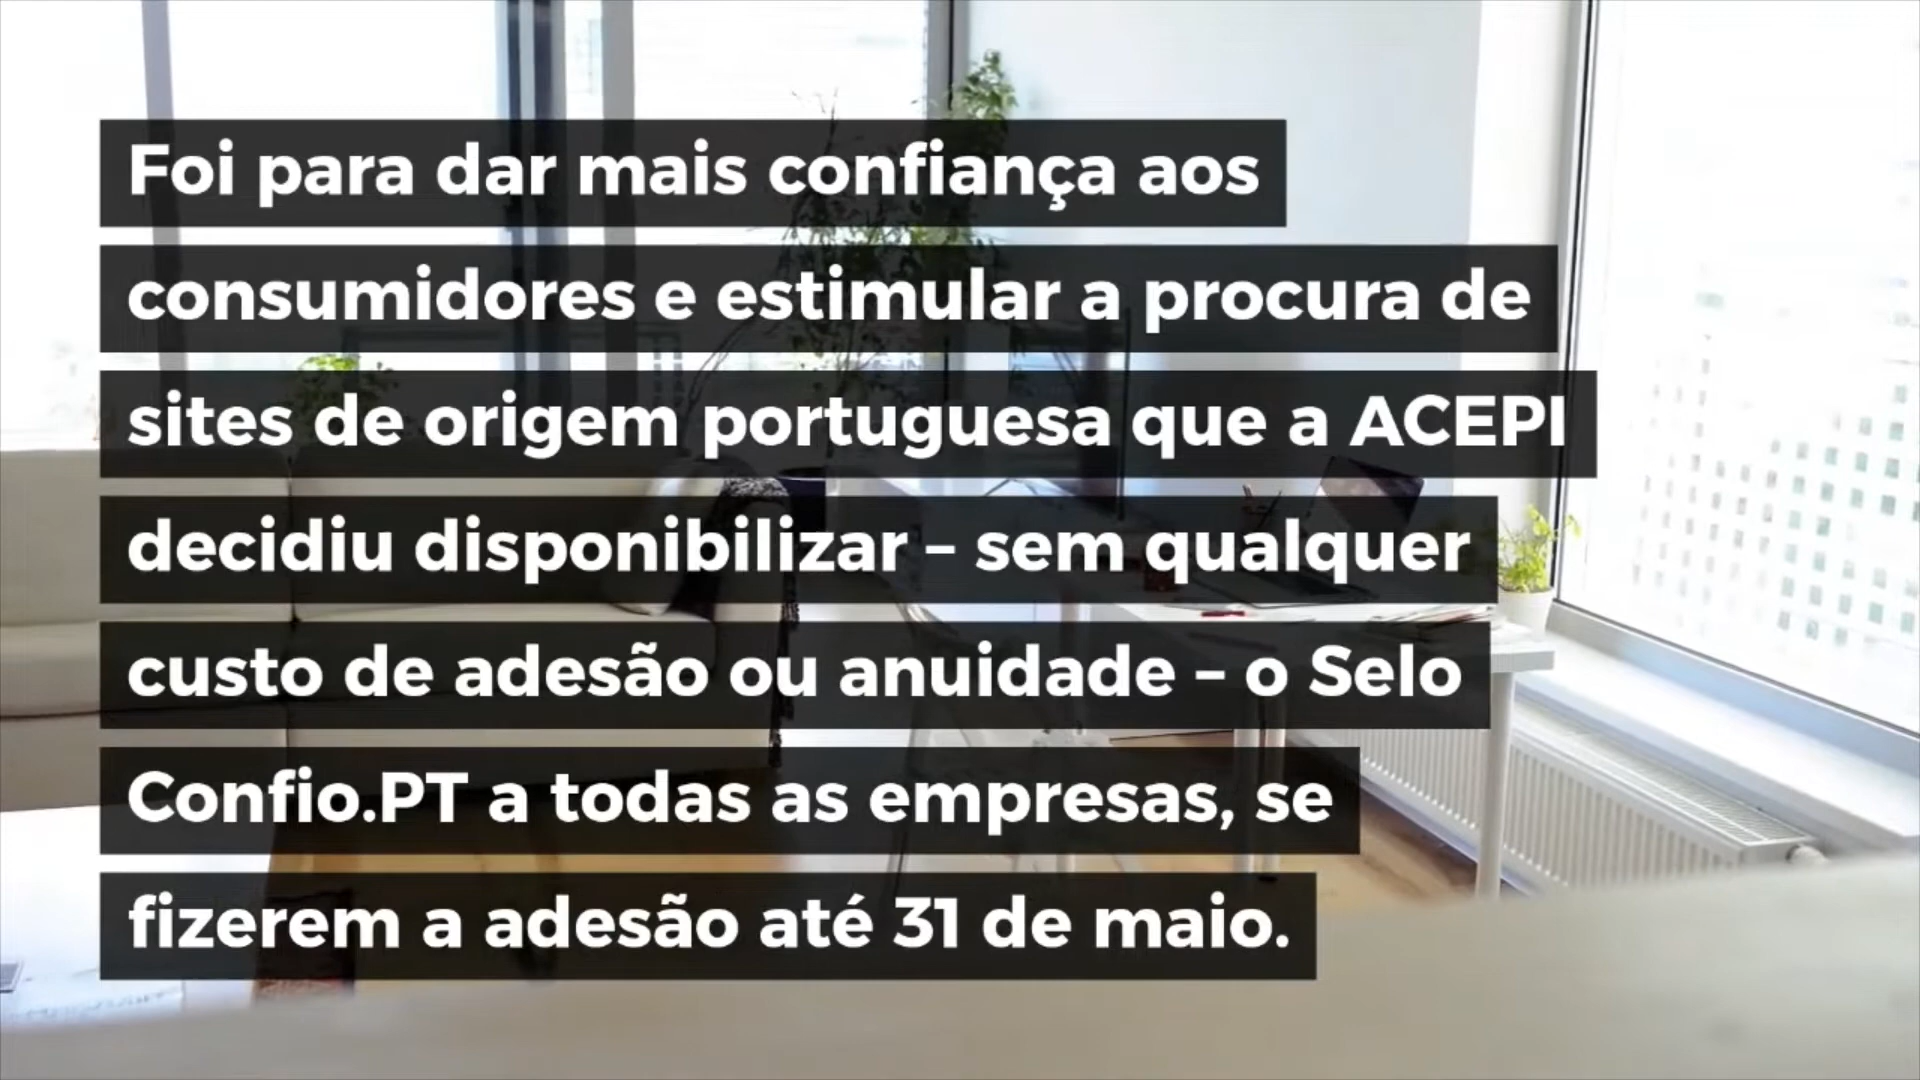 Foi para dar mais confiança aos
consumidores e estimular a procura de
sites de origem portuguesa que a ACEPI
decidiu disponibilizar – sem qualquer
custo de adesão ou anuidade – o Selo
Confio.PT a todas as empresas, se
fizerem a adesão até 31 de maio.